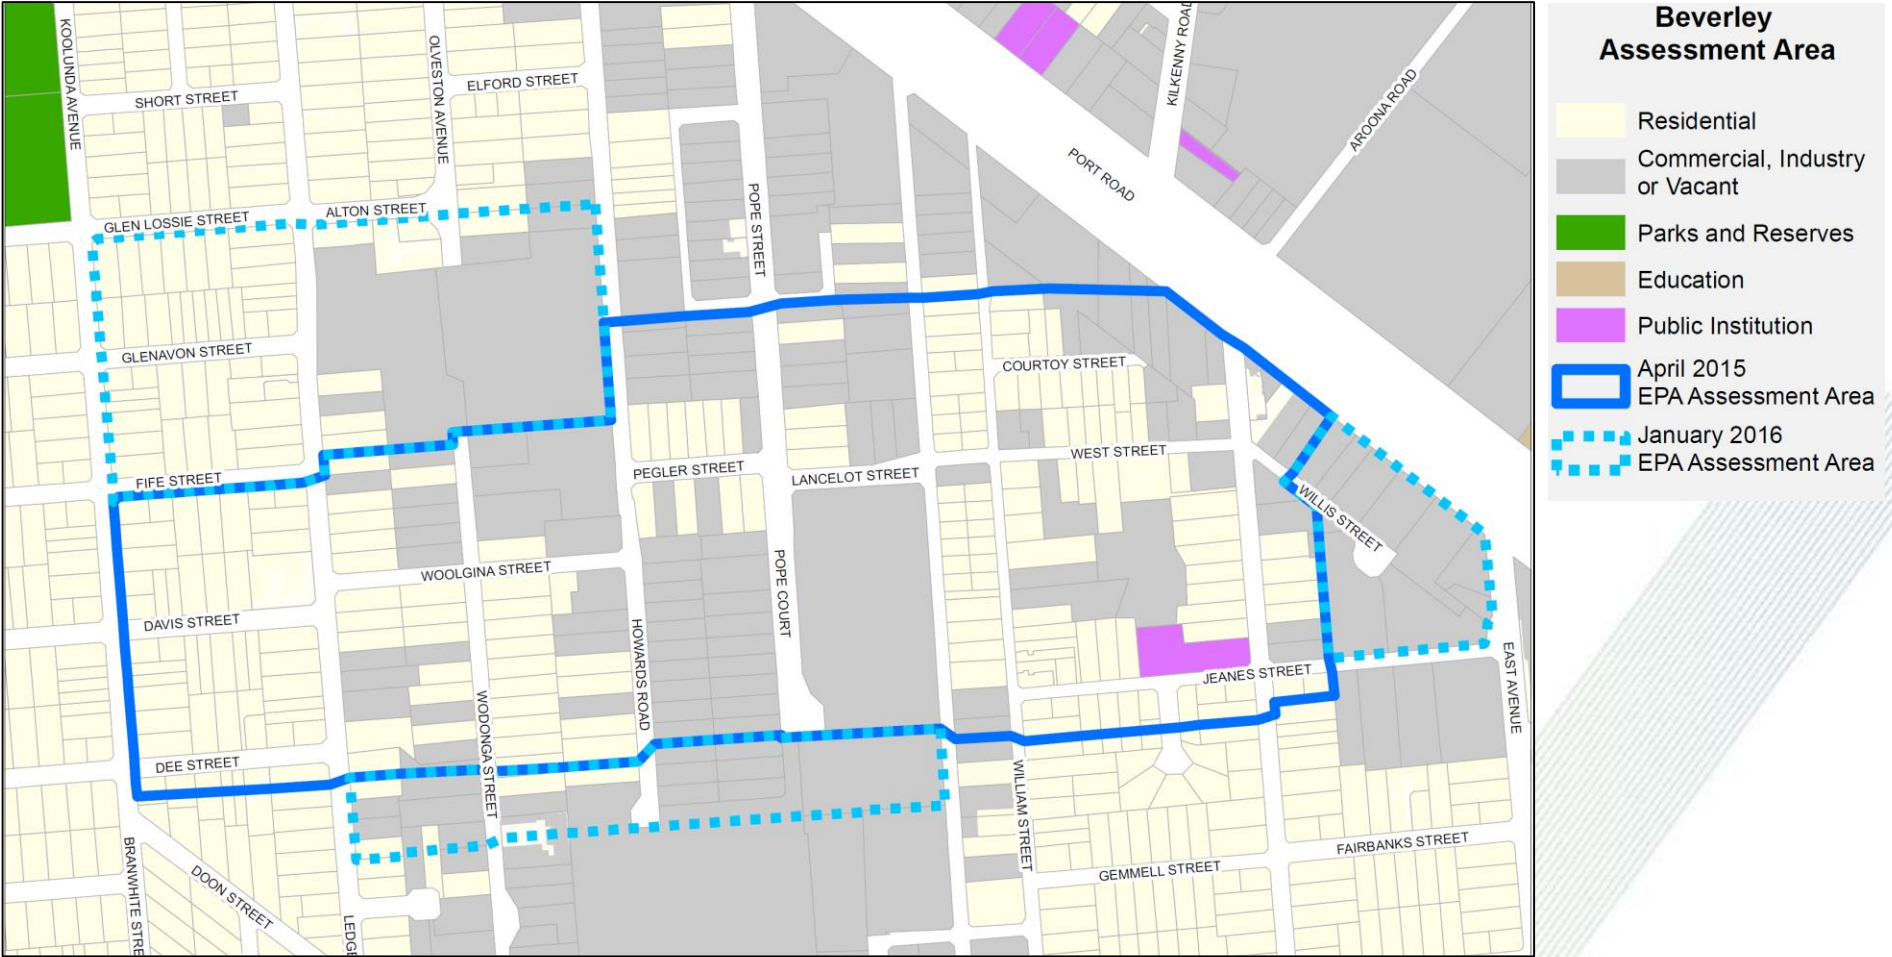 KOOLUNDA AVENUE
OLVESTON AVENUE
KILKENNY ROAD
SHORT STREET
ELFORD STREET
AROONA ROAD
PORT ROAD
GLEN LOSSIE STREET
ALTON STREET
POPE STREET
GLENAVON STREET
COURTOY STREET
FIFE STREET
PEGLER STREET
LANCELOT STREET
WEST STREET
WILLIS STREET
WOOLGINA STREET
POPE COURT
DAVIS STREET
HOWARDS ROAD
JEANES STREET
EAST AVENUE
WODONGA STREET
DEE STREET
WILLIAM STREET
BRANWHITE STRE
DOON STREET
LEDGE
GEMMELL STREET
FAIRBANKS STREET
Beverley
Assessment Area
Residential
Commercial, Industry
or Vacant
Parks and Reserves
Education
Public Institution
April 2015
EPA Assessment Area
January 2016
EPA Assessment Area